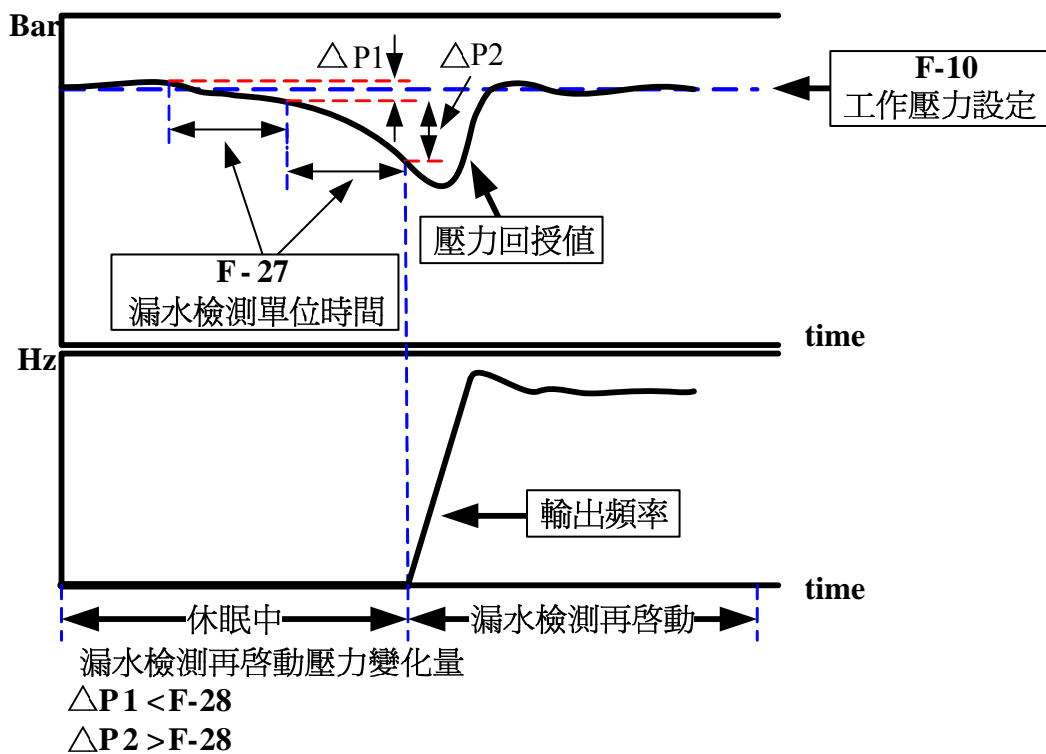 Bar
△P1
△P2
F-10
工作壓力設定
壓力回授值
F-27
漏水檢測單位時間
time
Hz
輸出頻率
time
休眠中
漏水檢測再啓動
漏水檢測再啓動壓力變化量
△P1 <F-28
△P2 >F-28